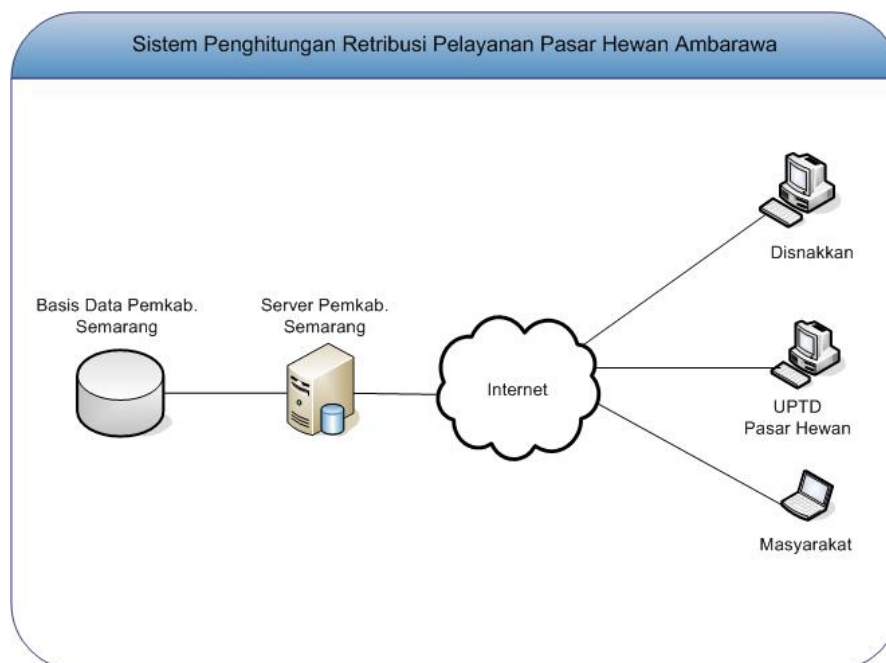 Sistem Penghitungan Retribusi Pelayanan Pasar Hewan Ambarawa
Basis Data Pemkab.
Semarang
Server Pemkab.
Semarang
Internet
Disnakkan
UPTD
Pasar Hewan
Masyarakat